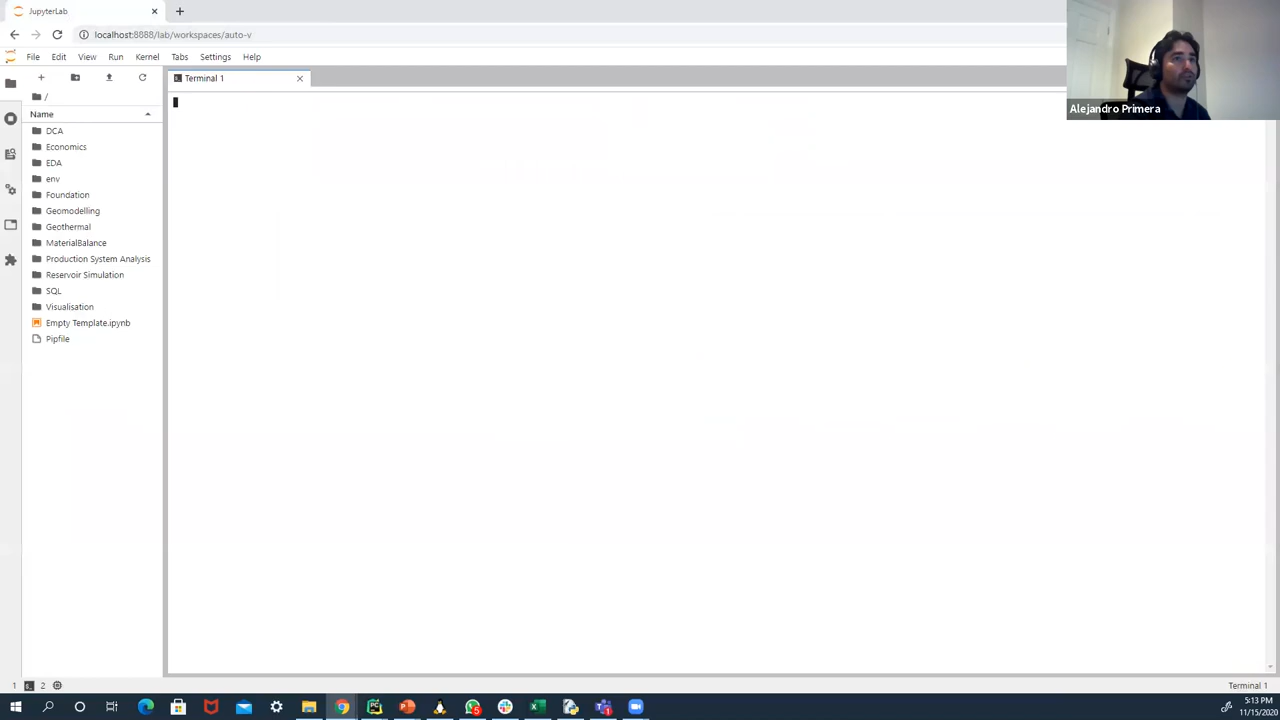 JupyterLab
localhost:8888/lab/workspaces/auto-v
File Edit View Run Kernel Tabs Settings Help
Terminal 1
/
Name
DCA
Economics
EDA
env
Foundation
Geomodelling
Geothermal
MaterialBalance
Production System Analysis
Reservoir Simulation
SQL
Visualisation
Empty Template.ipynb
Pipfile
Alejandro Primera
1 2 Terminal 1
5:13 PM
11/15/2020